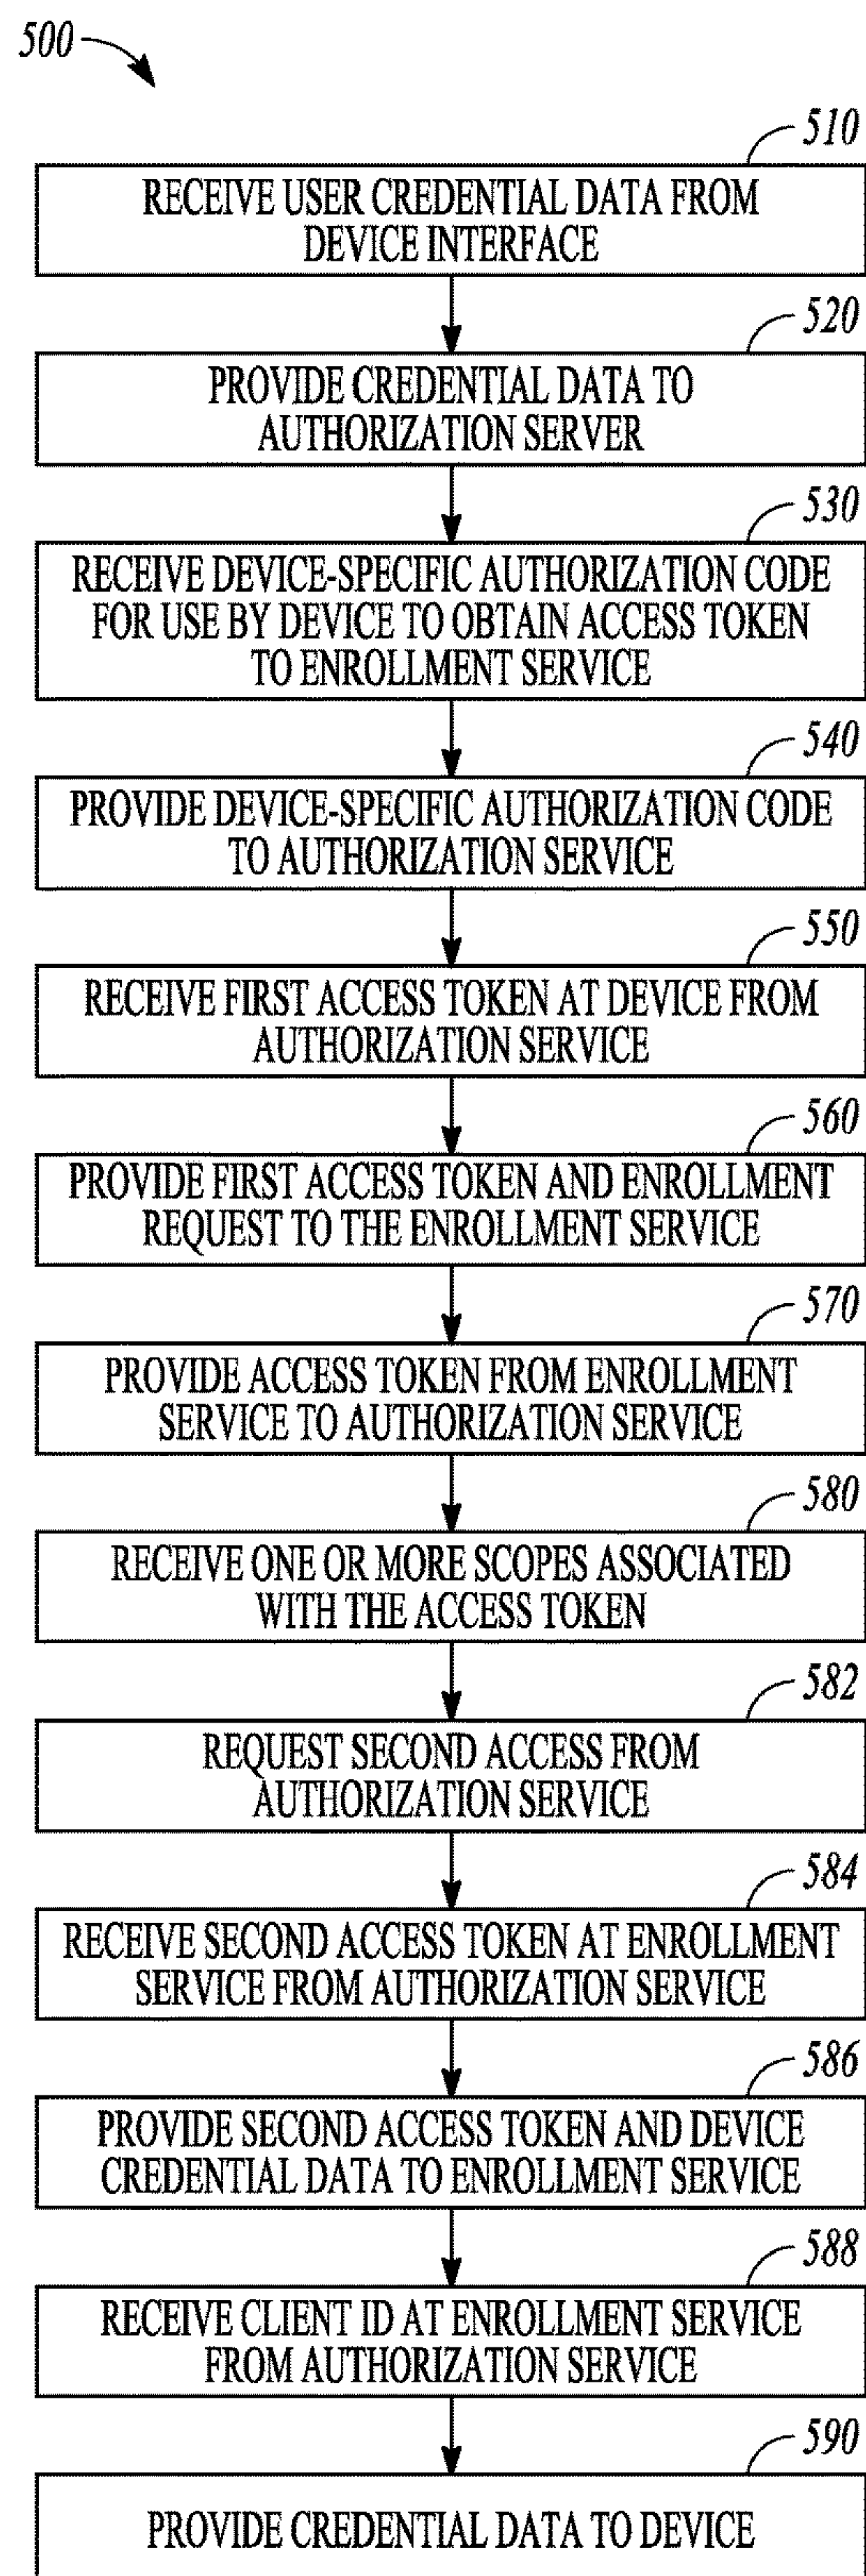 500
510
RECEIVE USER CREDENTIAL DATA FROM
DEVICE INTERFACE
520
PROVIDE CREDENTIAL DATA TO
AUTHORIZATION SERVER
530
RECEIVE DEVICE-SPECIFIC AUTHORIZATION CODE
FOR USE BY DEVICE TO OBTAIN ACCESS TOKEN
TO ENROLLMENT SERVICE
540
PROVIDE DEVICE-SPECIFIC AUTHORIZATION CODE
TO AUTHORIZATION SERVICE
550
RECEIVE FIRST ACCESS TOKEN AT DEVICE FROM
AUTHORIZATION SERVICE
560
PROVIDE FIRST ACCESS TOKEN AND ENROLLMENT
REQUEST TO THE ENROLLMENT SERVICE
570
PROVIDE ACCESS TOKEN FROM ENROLLMENT
SERVICE TO AUTHORIZATION SERVICE
580
RECEIVE ONE OR MORE SCOPES ASSOCIATED
WITH THE ACCESS TOKEN
582
REQUEST SECOND ACCESS FROM
AUTHORIZATION SERVICE
584
RECEIVE SECOND ACCESS TOKEN AT ENROLLMENT
SERVICE FROM AUTHORIZATION SERVICE
586
PROVIDE SECOND ACCESS TOKEN AND DEVICE
CREDENTIAL DATA TO ENROLLMENT SERVICE
588
RECEIVE CLIENT ID AT ENROLLMENT SERVICE
FROM AUTHORIZATION SERVICE
590
PROVIDE CREDENTIAL DATA TO DEVICE